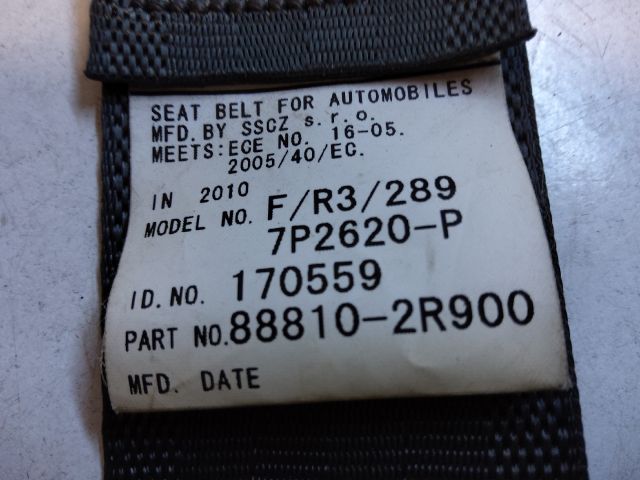 SEAT BELT FOR AUTOMOBILES
MFD. BY SSCZ s. r. o.
MEETS: ECE NO. 16-05.
2005/40/EC.
IN 2010
MODEL NO. F/R3/289
7P2620-P
ID. NO. 170559
PART NO. 88810-2R900
MFD. DATE